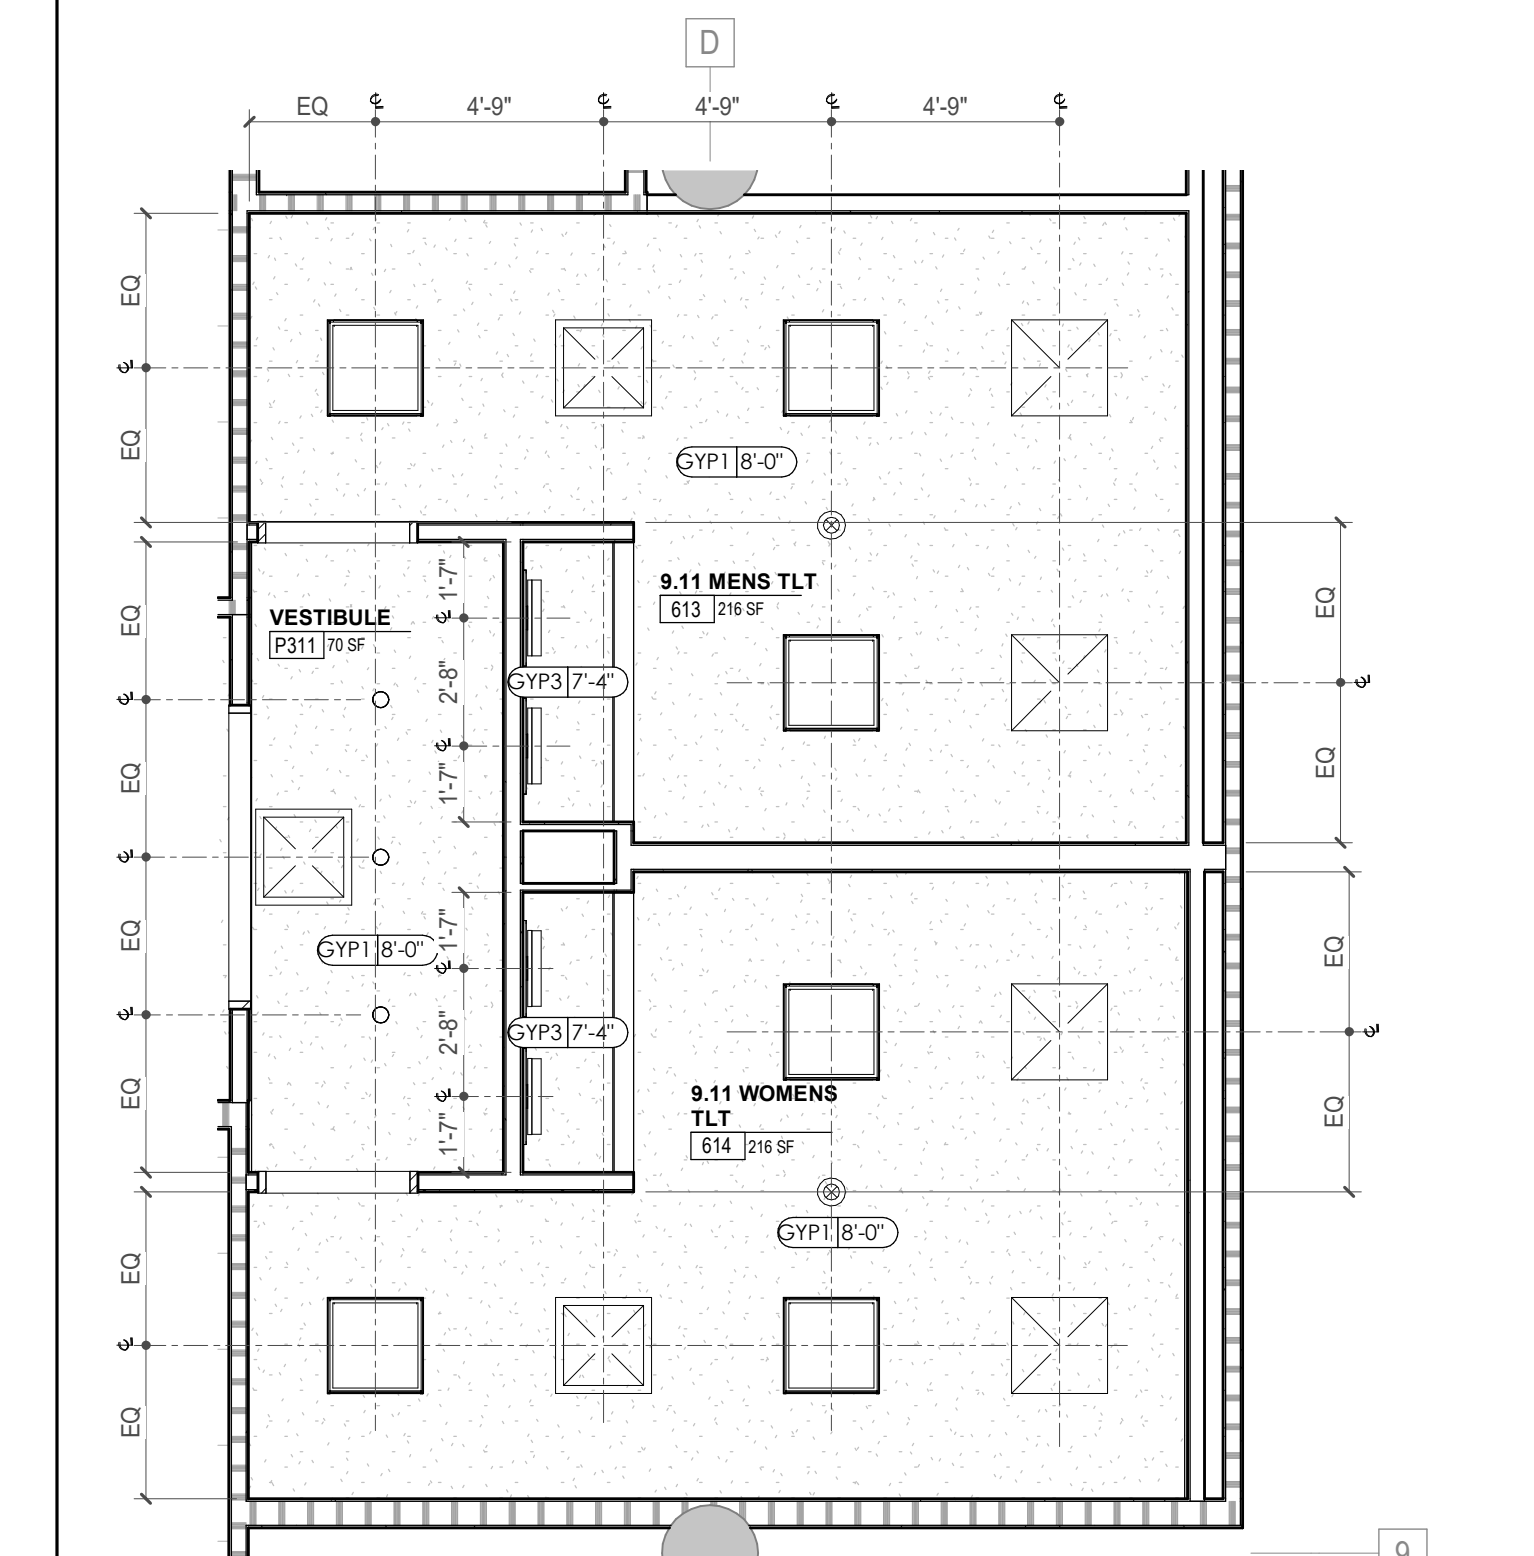 D
EQ ℄ 4'-9" ℄ 4'-9" ℄ 4'-9" ℄
EQ
℄
EQ
GYP1 8'-0"
1'-7"
9.11 MENS TLT
613 216 SF
EQ
VESTIBULE
P311 70 SF
EQ
℄
2'-8"
GYP3 7'-4"
℄
℄
EQ
℄
1'-7"
EQ
℄
EQ
GYP1 8'-0"
1'-7"
℄
EQ
℄
2'-8"
GYP3 7'-4"
℄
EQ
℄
1'-7"
9.11 WOMENS
TLT
614 216 SF
EQ
GYP1 8'-0"
EQ
℄
EQ
9